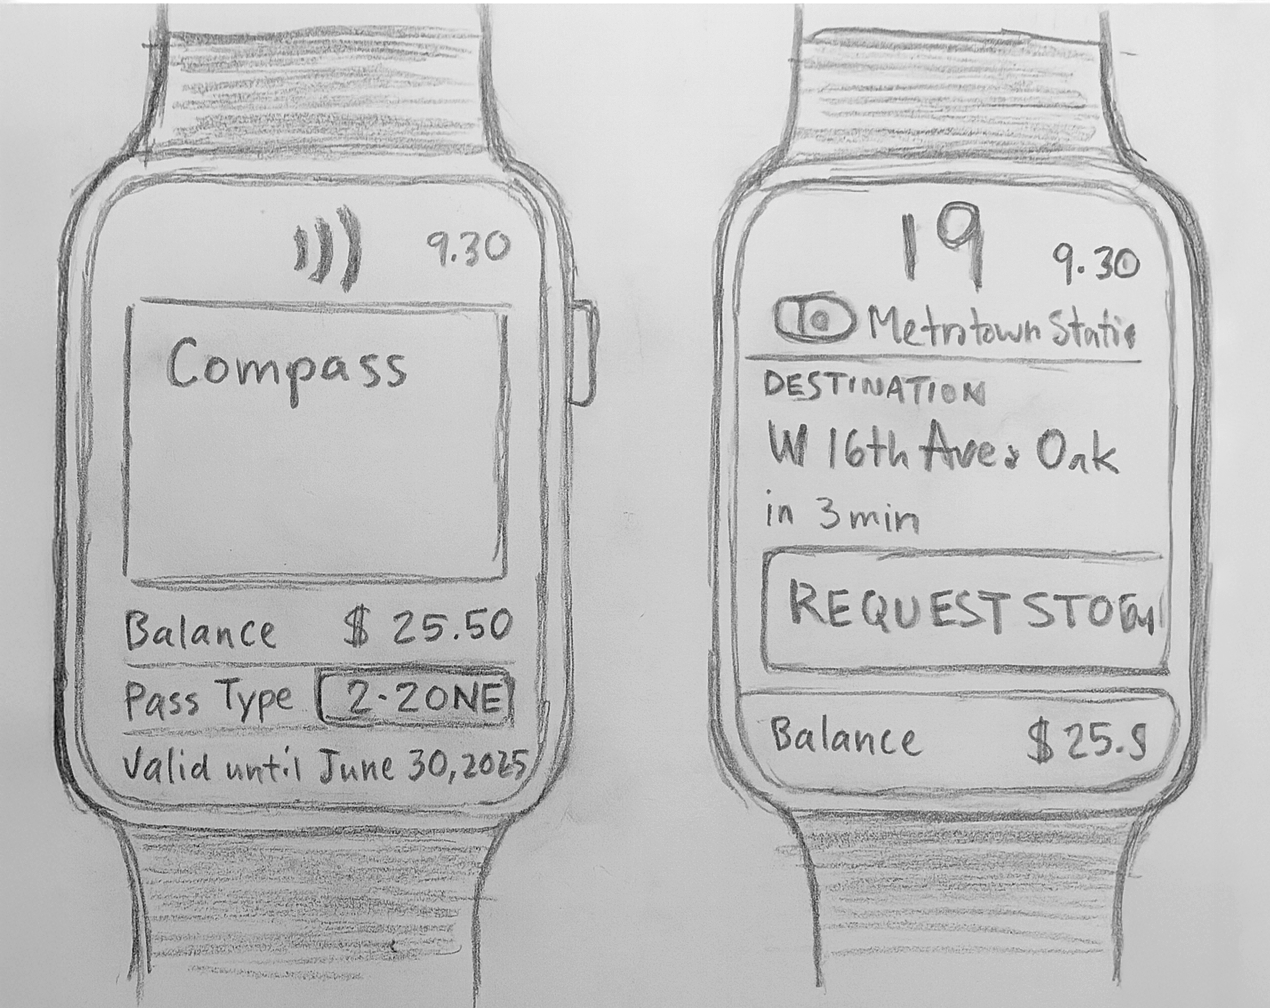 9.30
Compass
Balance $ 25.50
Pass Type 2-ZONE
Valid until June 30, 2025
19
9.30
Metrotown Statio
DESTINATION
W 16th Ave & Oak
in 3 min
REQUEST
Balance $25.5